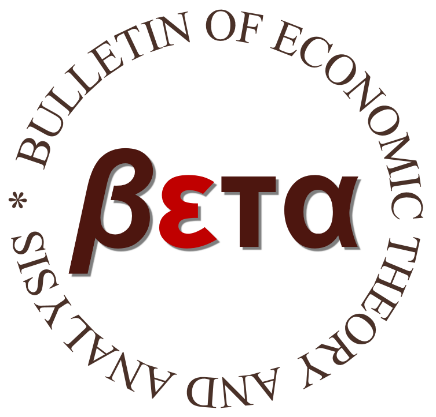 BULLETIN OF ECONOMIC THEORY AND ANALYSIS *
βετα